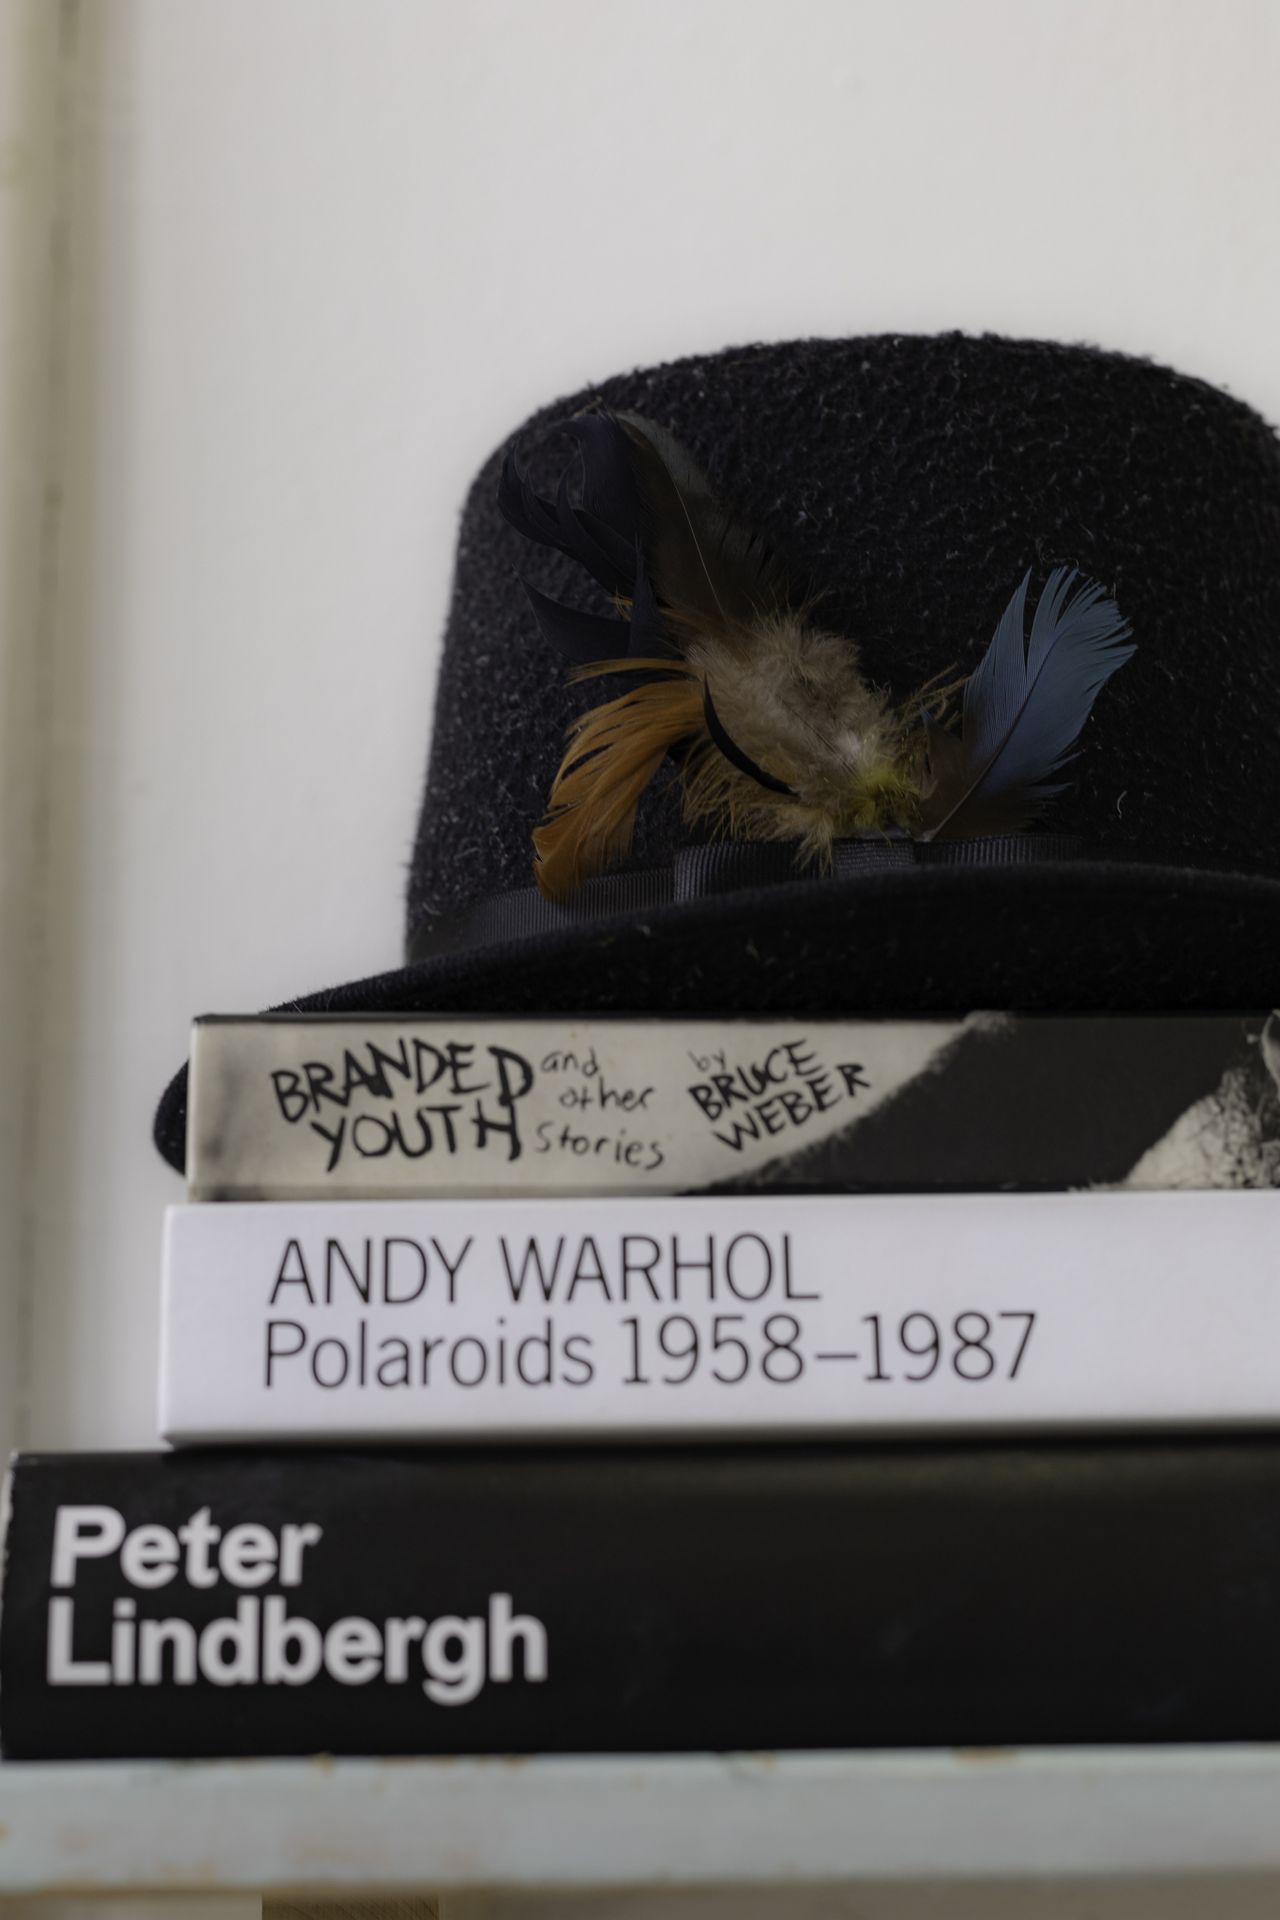 BRANDED and
YOUTH other
Stories
by
BRUCE
WEBER
ANDY WARHOL
Polaroids 1958–1987
Peter
Lindbergh